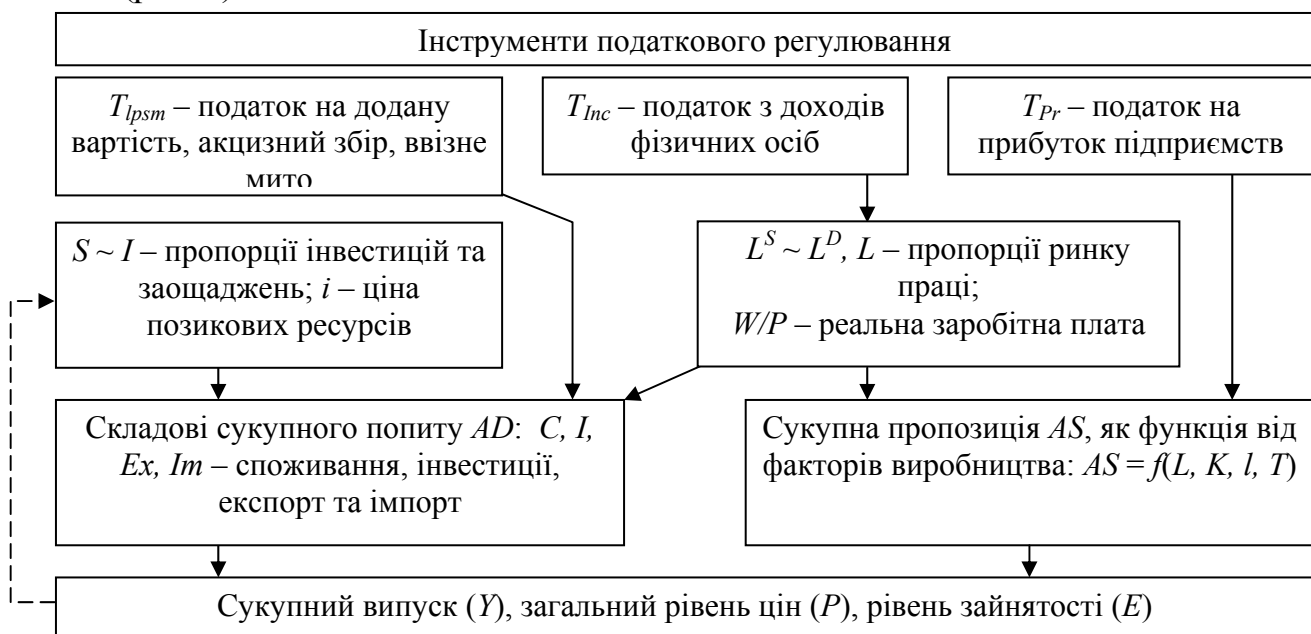 Інструменти податкового регулювання
T_lpsm – податок на додану
вартість, акцизний збір, ввізне
мито
T_Inc – податок з доходів
фізичних осіб
T_Pr – податок на
прибуток підприємств
S ~ I – пропорції інвестицій та
заощаджень; i – ціна
позикових ресурсів
L^S ~ L^D, L – пропорції ринку
праці;
W/P – реальна заробітна плата
Складові сукупного попиту AD: C, I,
Ex, Im – споживання, інвестиції,
експорт та імпорт
Сукупна пропозиція AS, як функція від
факторів виробництва: AS = f(L, K, l, T)
Сукупний випуск (Y), загальний рівень цін (P), рівень зайнятості (E)